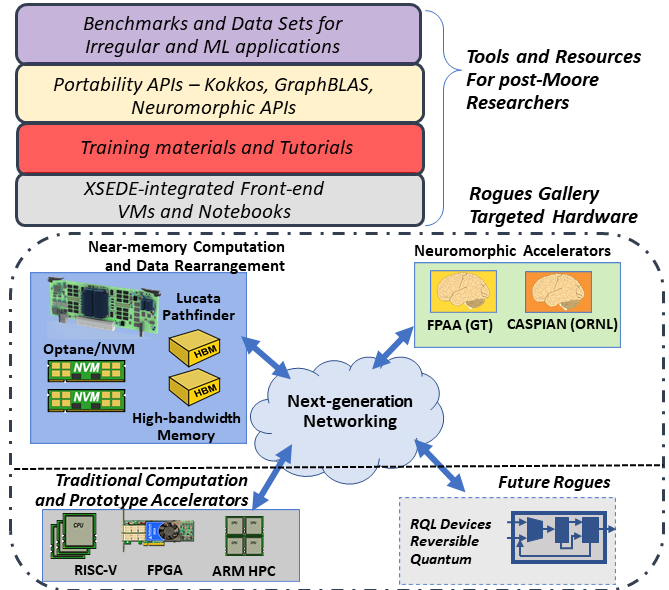 Benchmarks and Data Sets for
Irregular and ML applications
Portability APIs – Kokkos, GraphBLAS,
Neuromorphic APIs
Training materials and Tutorials
XSEDE-integrated Front-end
VMs and Notebooks
Tools and Resources
For post-Moore
Researchers
Rogues Gallery
Targeted Hardware
Near-memory Computation
and Data Rearrangement
Lucata
Pathfinder
Optane/NVM
NVM
NVM
HBM
HBM
High-bandwidth
Memory
Neuromorphic Accelerators
FPAA (GT)
CASPIAN (ORNL)
Next-generation
Networking
Traditional Computation
and Prototype Accelerators
CPU
CPU
CPU
CPU
CPU
RISC-V
FPGA
ARM HPC
Future Rogues
RQL Devices
Reversible
Quantum